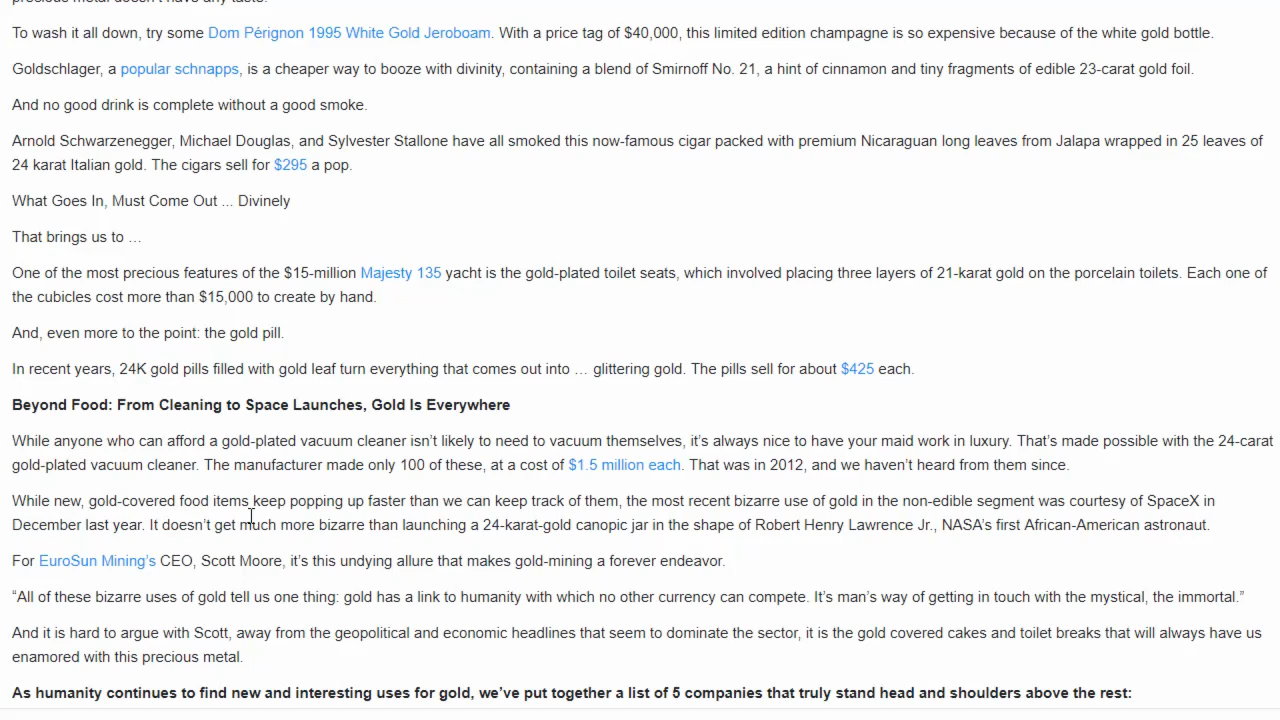 To wash it all down, try some Dom Pérignon 1995 White Gold Jeroboam. With a price tag of $40,000, this limited edition champagne is so expensive because of the white gold bottle.
Goldschlager, a popular schnapps, is a cheaper way to booze with divinity, containing a blend of Smirnoff No. 21, a hint of cinnamon and tiny fragments of edible 23-carat gold foil.
And no good drink is complete without a good smoke.
Arnold Schwarzenegger, Michael Douglas, and Sylvester Stallone have all smoked this now-famous cigar packed with premium Nicaraguan long leaves from Jalapa wrapped in 25 leaves of
24 karat Italian gold. The cigars sell for $295 a pop.
What Goes In, Must Come Out ... Divinely
That brings us to …
One of the most precious features of the $15-million Majesty 135 yacht is the gold-plated toilet seats, which involved placing three layers of 21-karat gold on the porcelain toilets. Each one of
the cubicles cost more than $15,000 to create by hand.
And, even more to the point: the gold pill.
In recent years, 24K gold pills filled with gold leaf turn everything that comes out into … glittering gold. The pills sell for about $425 each.
Beyond Food: From Cleaning to Space Launches, Gold Is Everywhere
While anyone who can afford a gold-plated vacuum cleaner isn’t likely to need to vacuum themselves, it’s always nice to have your maid work in luxury. That’s made possible with the 24-carat
gold-plated vacuum cleaner. The manufacturer made only 100 of these, at a cost of $1.5 million each. That was in 2012, and we haven’t heard from them since.
While new, gold-covered food items keep popping up faster than we can keep track of them, the most recent bizarre use of gold in the non-edible segment was courtesy of SpaceX in
December last year. It doesn’t get much more bizarre than launching a 24-karat-gold canopic jar in the shape of Robert Henry Lawrence Jr., NASA’s first African-American astronaut.
For EuroSun Mining’s CEO, Scott Moore, it’s this undying allure that makes gold-mining a forever endeavor.
“All of these bizarre uses of gold tell us one thing: gold has a link to humanity with which no other currency can compete. It’s man’s way of getting in touch with the mystical, the immortal.”
And it is hard to argue with Scott, away from the geopolitical and economic headlines that seem to dominate the sector, it is the gold covered cakes and toilet breaks that will always have us
enamored with this precious metal.
As humanity continues to find new and interesting uses for gold, we’ve put together a list of 5 companies that truly stand head and shoulders above the rest: